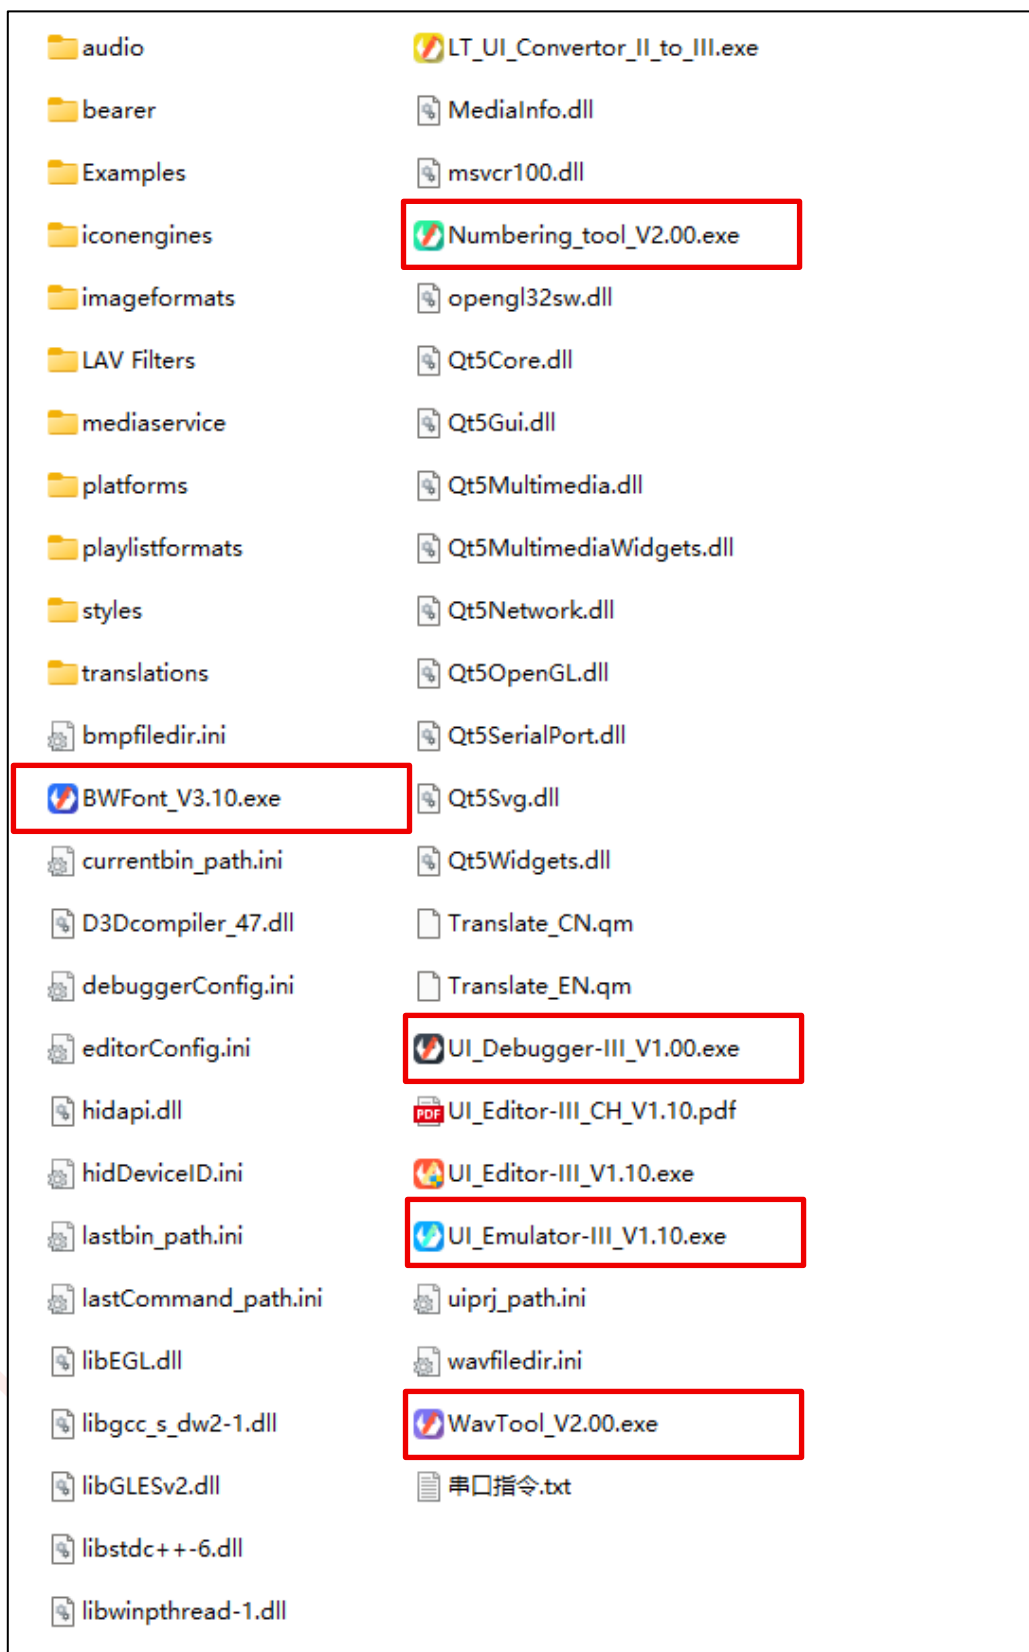 audio
bearer
Examples
iconengines
imageformats
LAV Filters
mediaservice
platforms
playlistformats
styles
translations
bmpfiledir.ini
BWFont_V3.10.exe
currentbin_path.ini
D3Dcompiler_47.dll
debuggerConfig.ini
editorConfig.ini
hidapi.dll
hidDeviceID.ini
lastbin_path.ini
lastCommand_path.ini
libEGL.dll
libgcc_s_dw2-1.dll
libGLESv2.dll
libstdc++-6.dll
libwinpthread-1.dll
LT_UI_Convertor_II_to_III.exe
MediaInfo.dll
msvcr100.dll
Numbering_tool_V2.00.exe
opengl32sw.dll
Qt5Core.dll
Qt5Gui.dll
Qt5Multimedia.dll
Qt5MultimediaWidgets.dll
Qt5Network.dll
Qt5OpenGL.dll
Qt5SerialPort.dll
Qt5Svg.dll
Qt5Widgets.dll
Translate_CN.qm
Translate_EN.qm
UI_Debugger-III_V1.00.exe
PDF UI_Editor-III_CH_V1.10.pdf
UI_Editor-III_V1.10.exe
UI_Emulator-III_V1.10.exe
uiprj_path.ini
wavfiledir.ini
WavTool_V2.00.exe
串口指令.txt